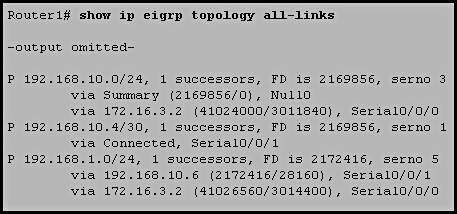 Router1# show ip eigrp topology all-links
-output omitted-
P 192.168.10.0/24, 1 successors, FD is 2169856, serno 3
via Summary (2169856/0), Null0
via 172.16.3.2 (41024000/3011840), Serial0/0/0
P 192.168.10.4/30, 1 successors, FD is 2169856, serno 1
via Connected, Serial0/0/1
P 192.168.1.0/24, 1 successors, FD is 2172416, serno 5
via 192.168.10.6 (2172416/28160), Serial0/0/1
via 172.16.3.2 (41026560/3014400), Serial0/0/0